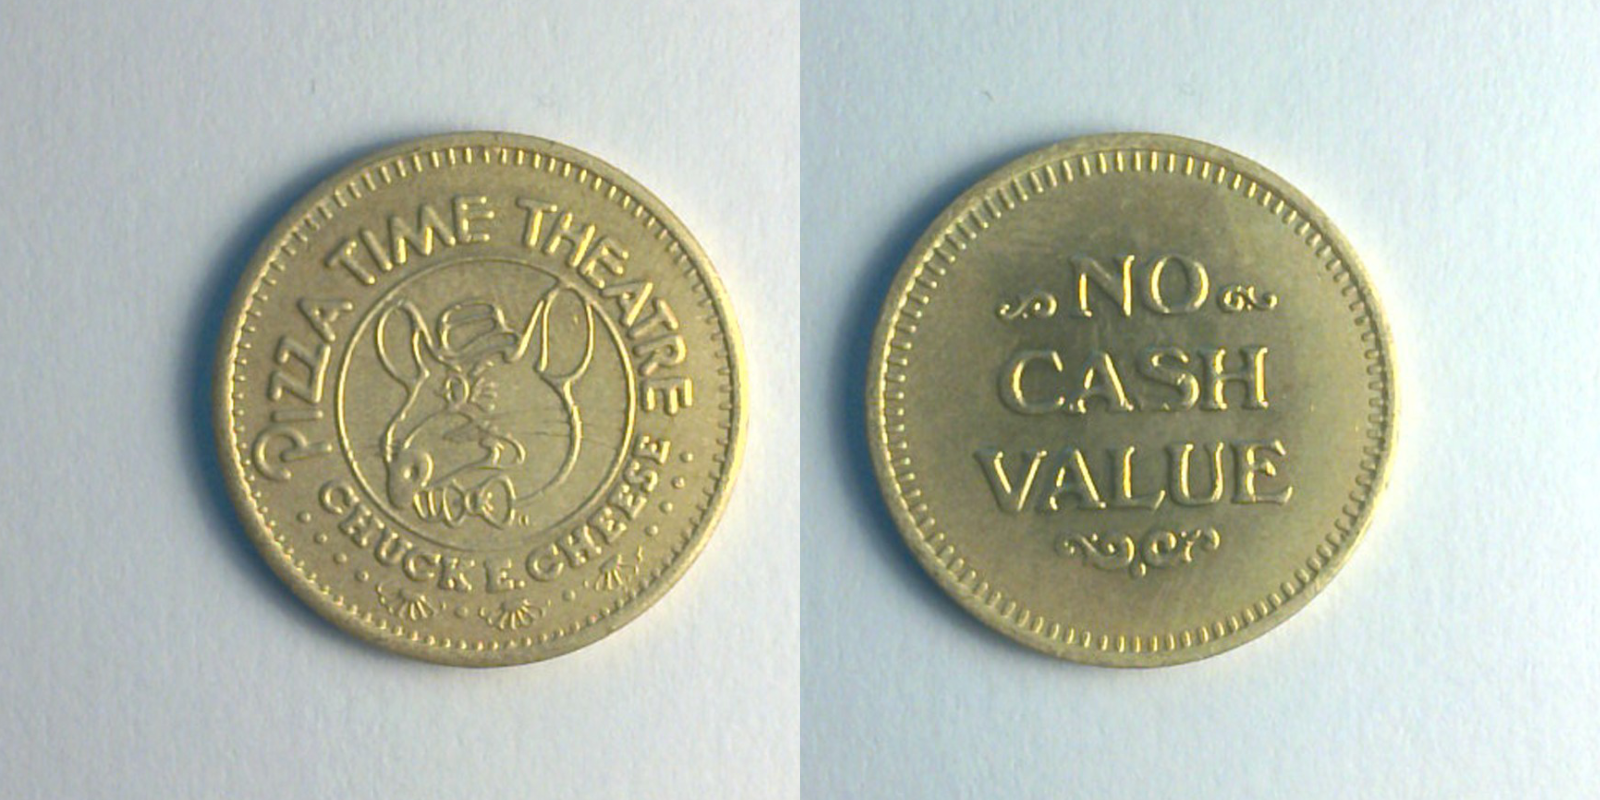 PIZZA TIME THEATRE
CHUCK E. CHEESE
NO
CASH
VALUE